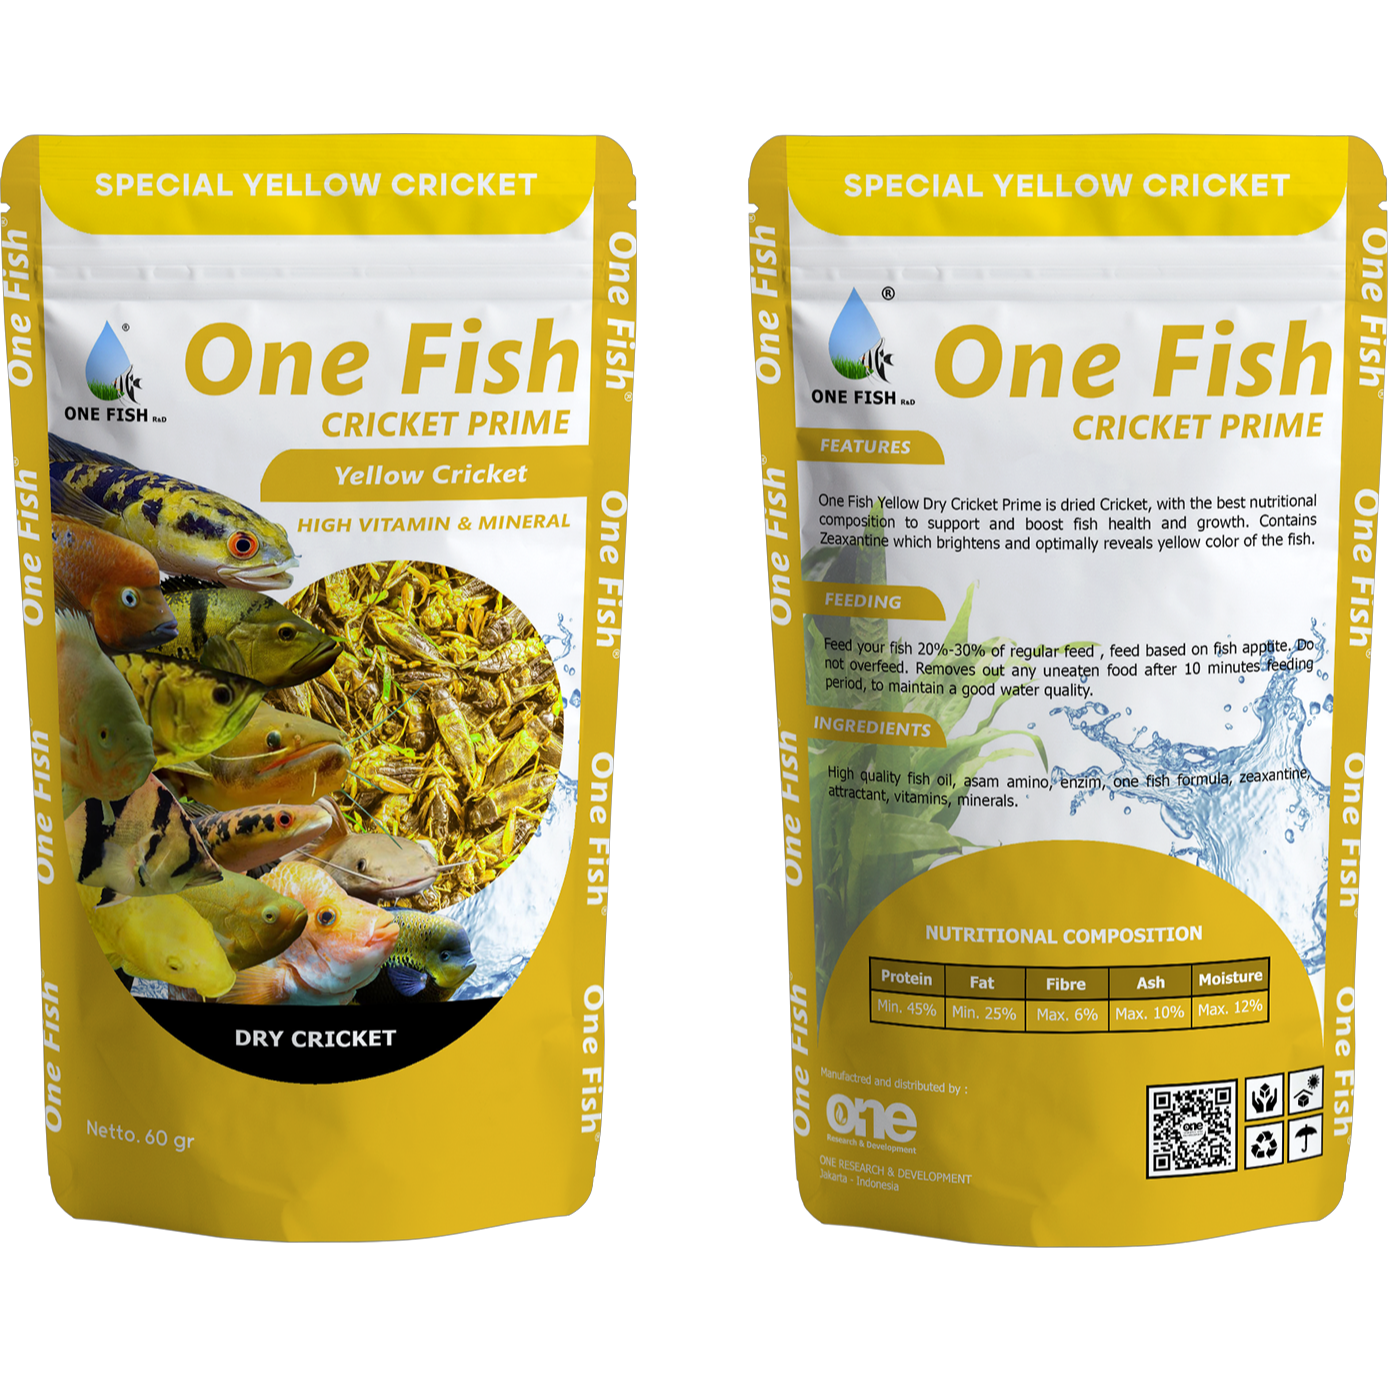 SPECIAL YELLOW CRICKET
®
ONE FISH R&D
One Fish
CRICKET PRIME
Yellow Cricket
HIGH VITAMIN & MINERAL
DRY CRICKET
Netto. 60 gr
One Fish®
One Fish®
One Fish®
One Fish®
One Fish®
One Fish®
One Fish®
One Fish®
SPECIAL YELLOW CRICKET
®
ONE FISH R&D
One Fish
CRICKET PRIME
FEATURES
One Fish Yellow Dry Cricket Prime is dried Cricket, with the best nutritional
composition to support and boost fish health and growth. Contains
Zeaxantine which brightens and optimally reveals yellow color of the fish.
FEEDING
Feed your fish 20%-30% of regular feed , feed based on fish apptite. Do
not overfeed. Removes out any uneaten food after 10 minutes feeding
period, to maintain a good water quality.
INGREDIENTS
High quality fish oil, asam amino, enzim, one fish formula, zeaxantine,
attractant, vitamins, minerals.
NUTRITIONAL COMPOSITION
Protein Fat Fibre Ash Moisture
Min. 45% Min. 25% Max. 6% Max. 10% Max. 12%
Manufactred and distributed by :
one
Research & Development
ONE RESEARCH & DEVELOPMENT
Jakarta - Indonesia
one
One Fish®
One Fish®
One Fish®
One Fish®
One Fish®
One Fish®
One Fish®
One Fish®